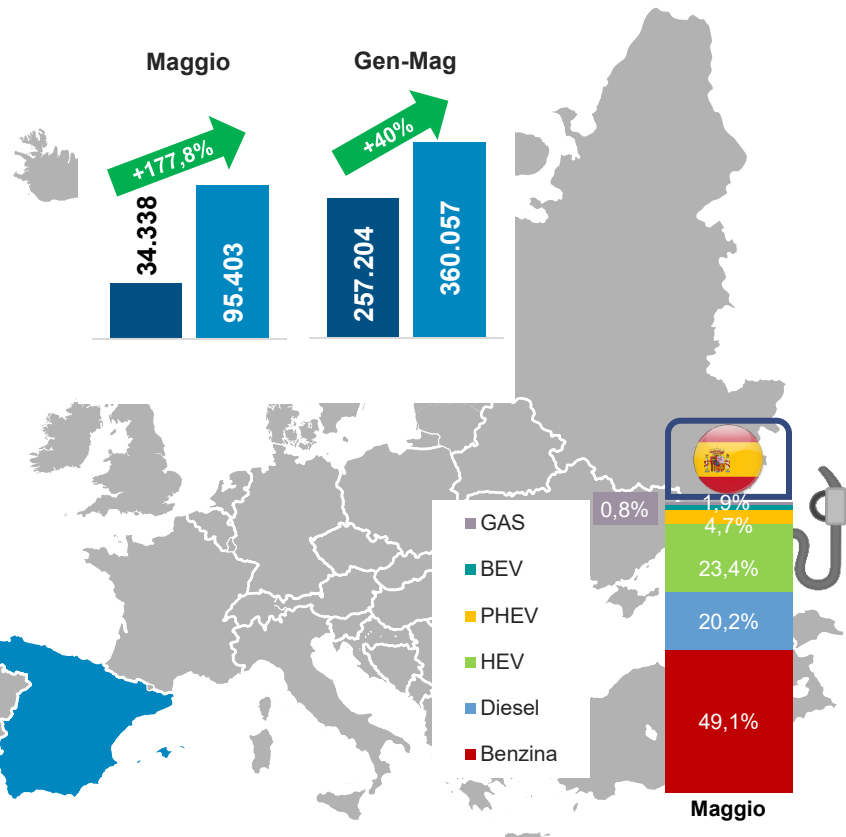 Maggio
Gen-Mag
+177,8%
+40%
34.338
95.403
257.204
360.057
0,8%
1,9%
4,7%
23,4%
20,2%
49,1%
GAS
BEV
PHEV
HEV
Diesel
Benzina
Maggio